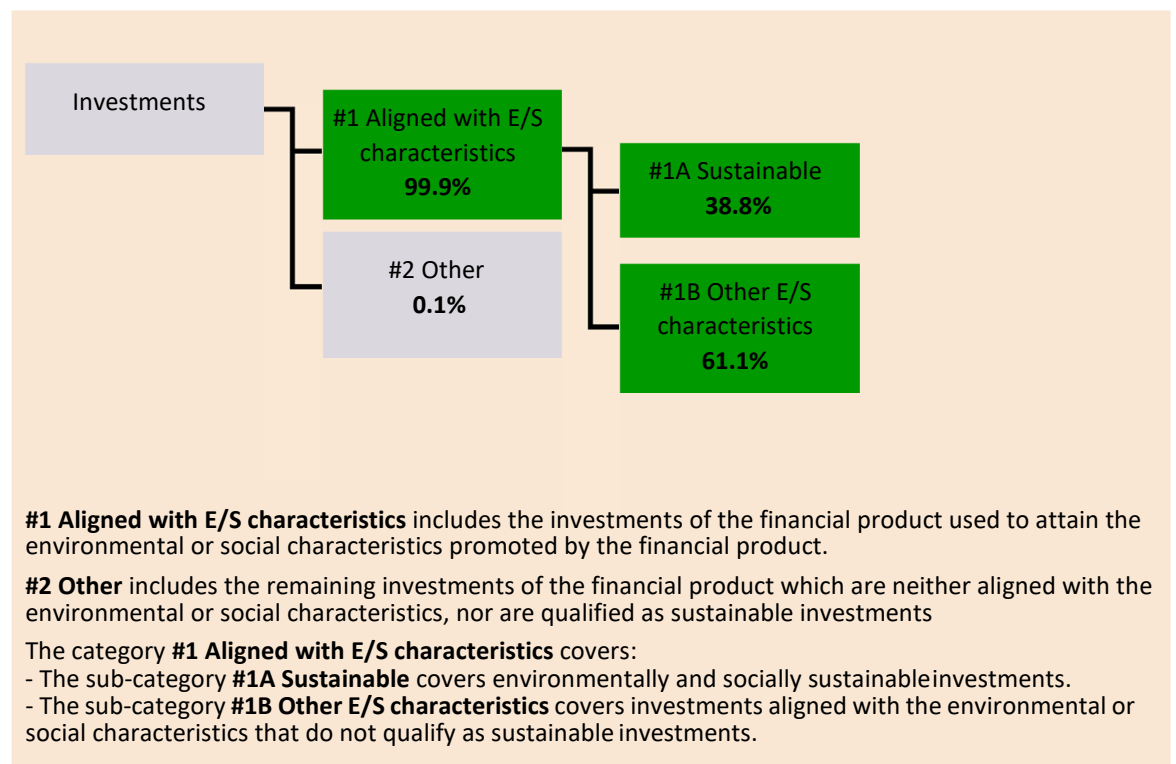 Investments
#1 Aligned with E/S
characteristics
99.9%
#2 Other
0.1%
#1A Sustainable
38.8%
#1B Other E/S
characteristics
61.1%
#1 Aligned with E/S characteristics includes the investments of the financial product used to attain the
environmental or social characteristics promoted by the financial product.
#2 Other includes the remaining investments of the financial product which are neither aligned with the
environmental or social characteristics, nor are qualified as sustainable investments
The category #1 Aligned with E/S characteristics covers:
- The sub-category #1A Sustainable covers environmentally and socially sustainable investments.
- The sub-category #1B Other E/S characteristics covers investments aligned with the environmental or
social characteristics that do not qualify as sustainable investments.